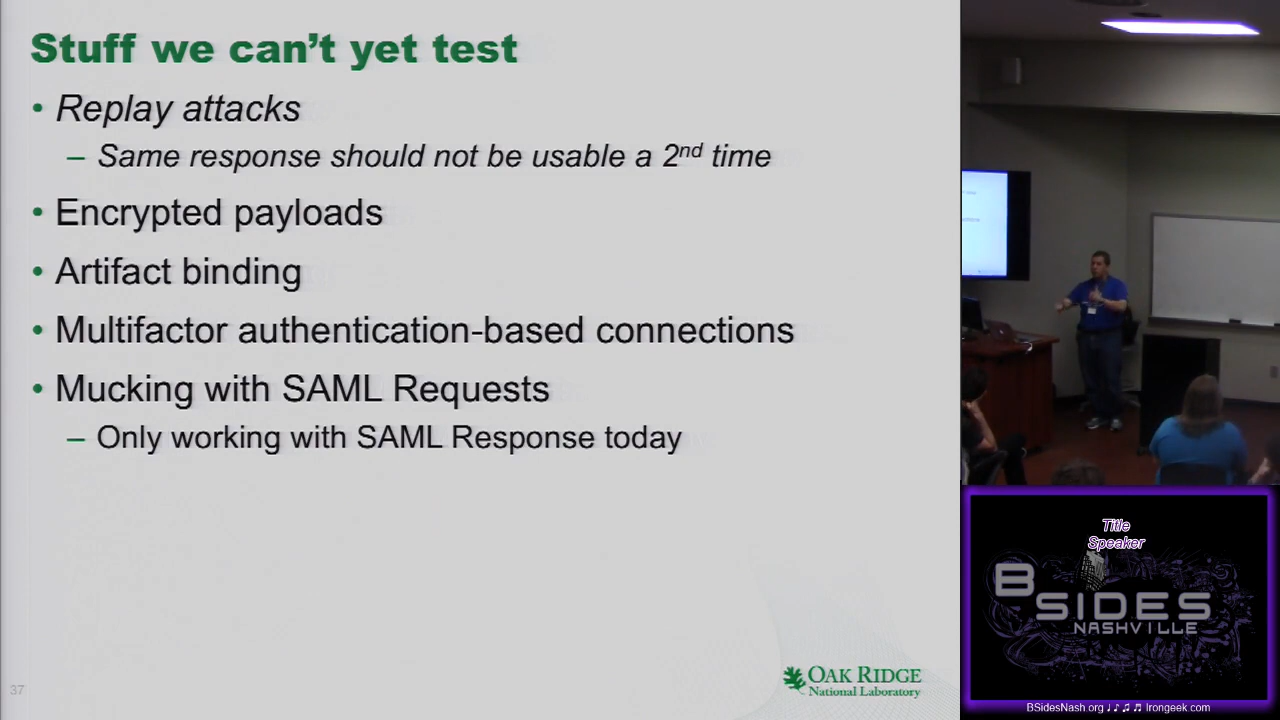 Stuff we can't yet test
• Replay attacks
– Same response should not be usable a 2nd time
• Encrypted payloads
• Artifact binding
• Multifactor authentication-based connections
• Mucking with SAML Requests
– Only working with SAML Response today
37
OAK RIDGE
National Laboratory
Title
Speaker
BSIDES
NASHVILLE
BSidesNash.org ♩♪♫♬ Irongeek.com